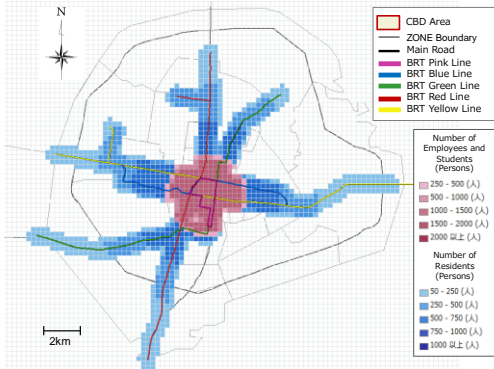 N
CBD Area
ZONE Boundary
Main Road
BRT Pink Line
BRT Blue Line
BRT Green Line
BRT Red Line
BRT Yellow Line
Number of
Employees and
Students
(Persons)
250 - 500 (人)
500 - 1000 (人)
1000 - 1500 (人)
1500 - 2000 (人)
2000 以上 (人)
Number of
Residents
(Persons)
50 - 250 (人)
250 - 500 (人)
500 - 750 (人)
750 - 1000 (人)
1000 以上 (人)
2km